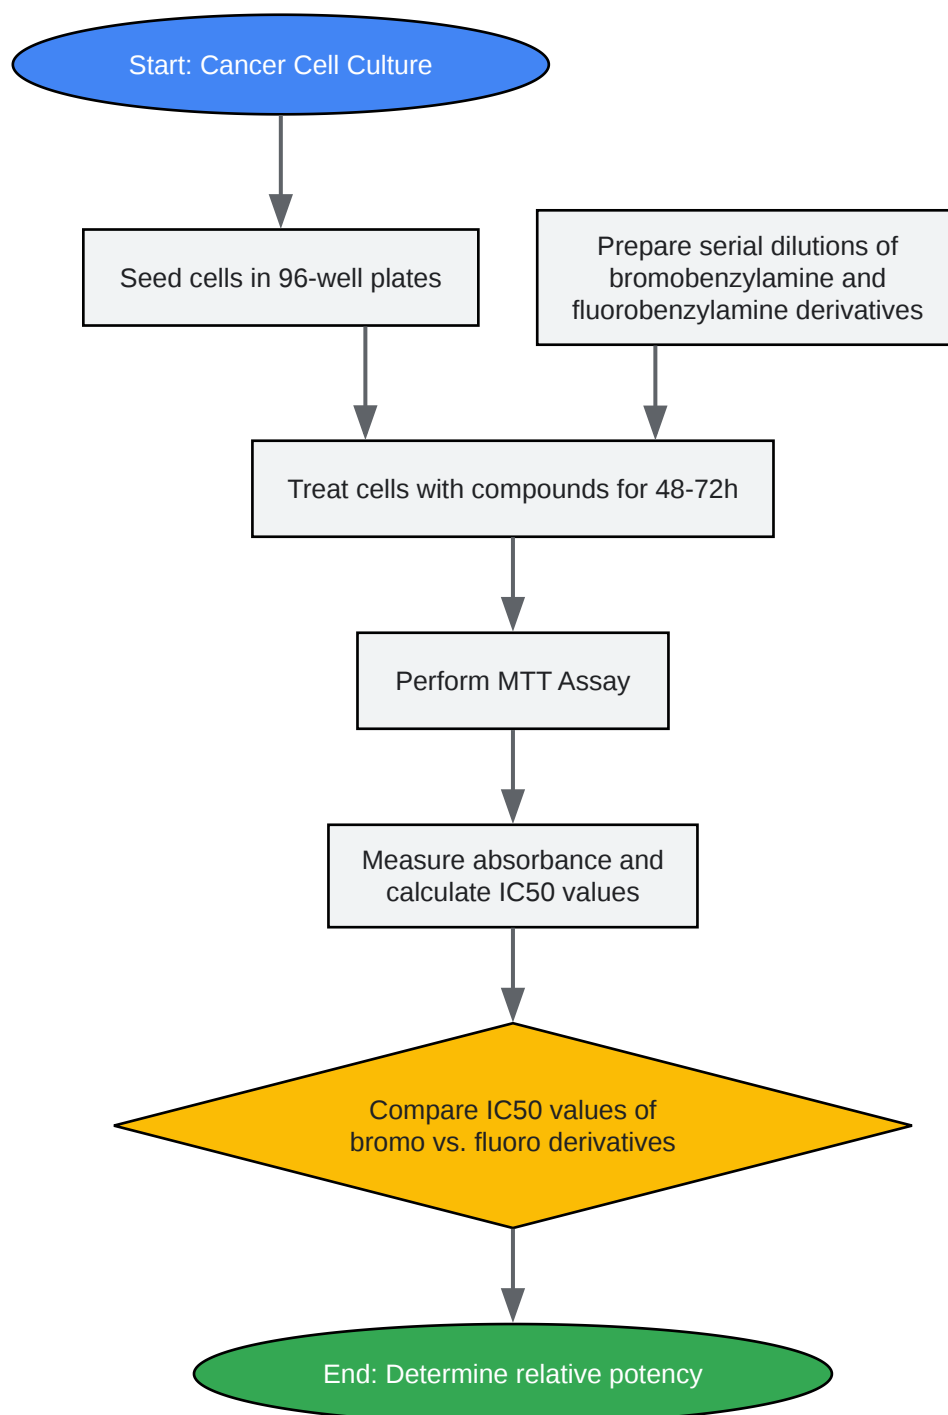 Start: Cancer Cell Culture
Seed cells in 96-well plates
Prepare serial dilutions of
bromobenzylamine and
fluorobenzylamine derivatives
Treat cells with compounds for 48-72h
Perform MTT Assay
Measure absorbance and
calculate IC50 values
Compare IC50 values of
bromo vs. fluoro derivatives
End: Determine relative potency